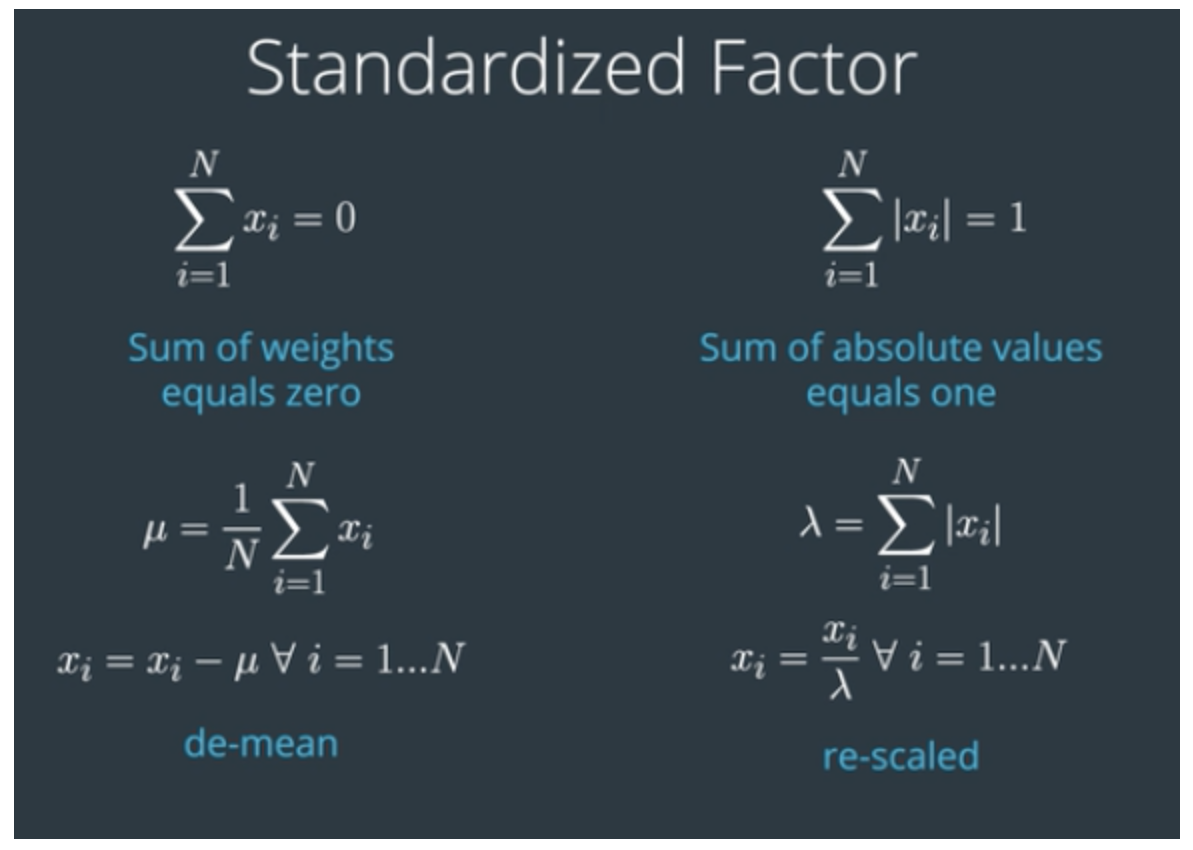 Standardized Factor
\sum_{i=1}^{N} x_i = 0
Sum of weights
equals zero
\mu = \frac{1}{N} \sum_{i=1}^{N} x_i
x_i = x_i - \mu \forall i = 1...N
de-mean
\sum_{i=1}^{N} |x_i| = 1
Sum of absolute values
equals one
\lambda = \sum_{i=1}^{N} |x_i|
x_i = \frac{x_i}{\lambda} \forall i = 1...N
re-scaled